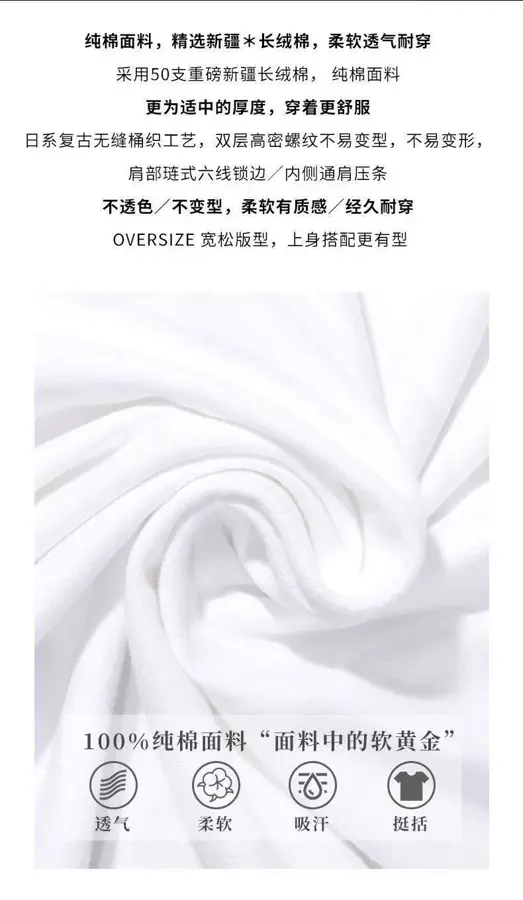 纯棉面料，精选新疆＊长绒棉，柔软透气耐穿
采用50支重磅新疆长绒棉， 纯棉面料
更为适中的厚度，穿着更舒服
日系复古无缝桶织工艺，双层高密螺纹不易变型，不易变形，
肩部琏式六线锁边／内侧通肩压条
不透色／不变型，柔软有质感／经久耐穿
OVERSIZE 宽松版型，上身搭配更有型
100%纯棉面料“面料中的软黄金”
透气 柔软 吸汗 挺括